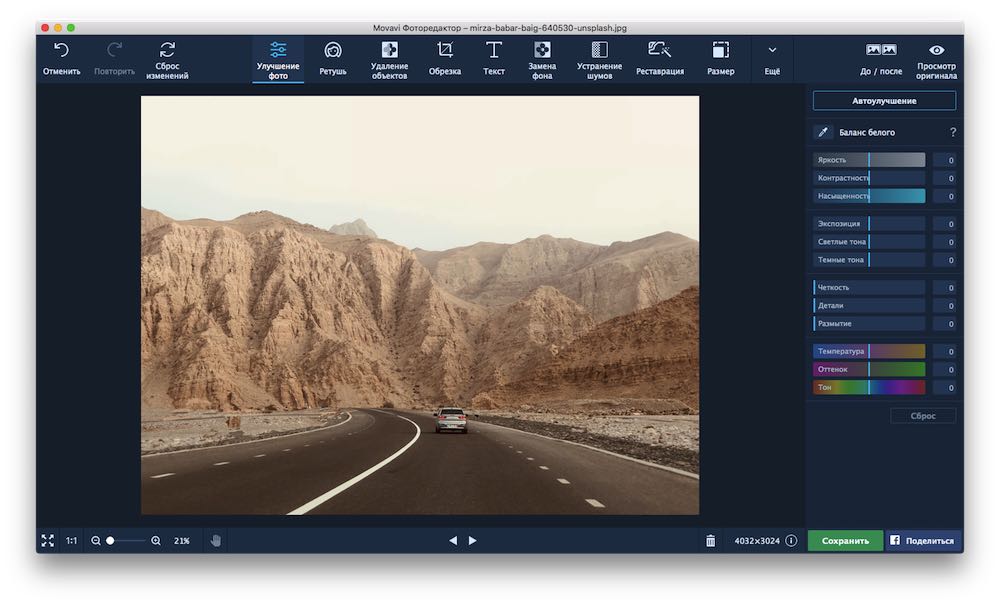 Movavi Фоторедактор – mirza-babar-baig-640530-unsplash.jpg
Отменить
Повторить
Сброс
изменений
Улучшение
фото
Ретушь
Удаление
объектов
Обрезка
Текст
Замена
фона
Устранение
шумов
Реставрация
Размер
Ещё
До / после
Просмотр
оригинала
Автоулучшение
Баланс белого ?
Яркость 0
Контрастность 0
Насыщенность 0
Экспозиция 0
Светлые тона 0
Темные тона 0
Четкость 0
Детали 0
Размытие 0
Температура 0
Оттенок 0
Тон 0
Сброс
1:1
21%
4032×3024
Сохранить
Поделиться